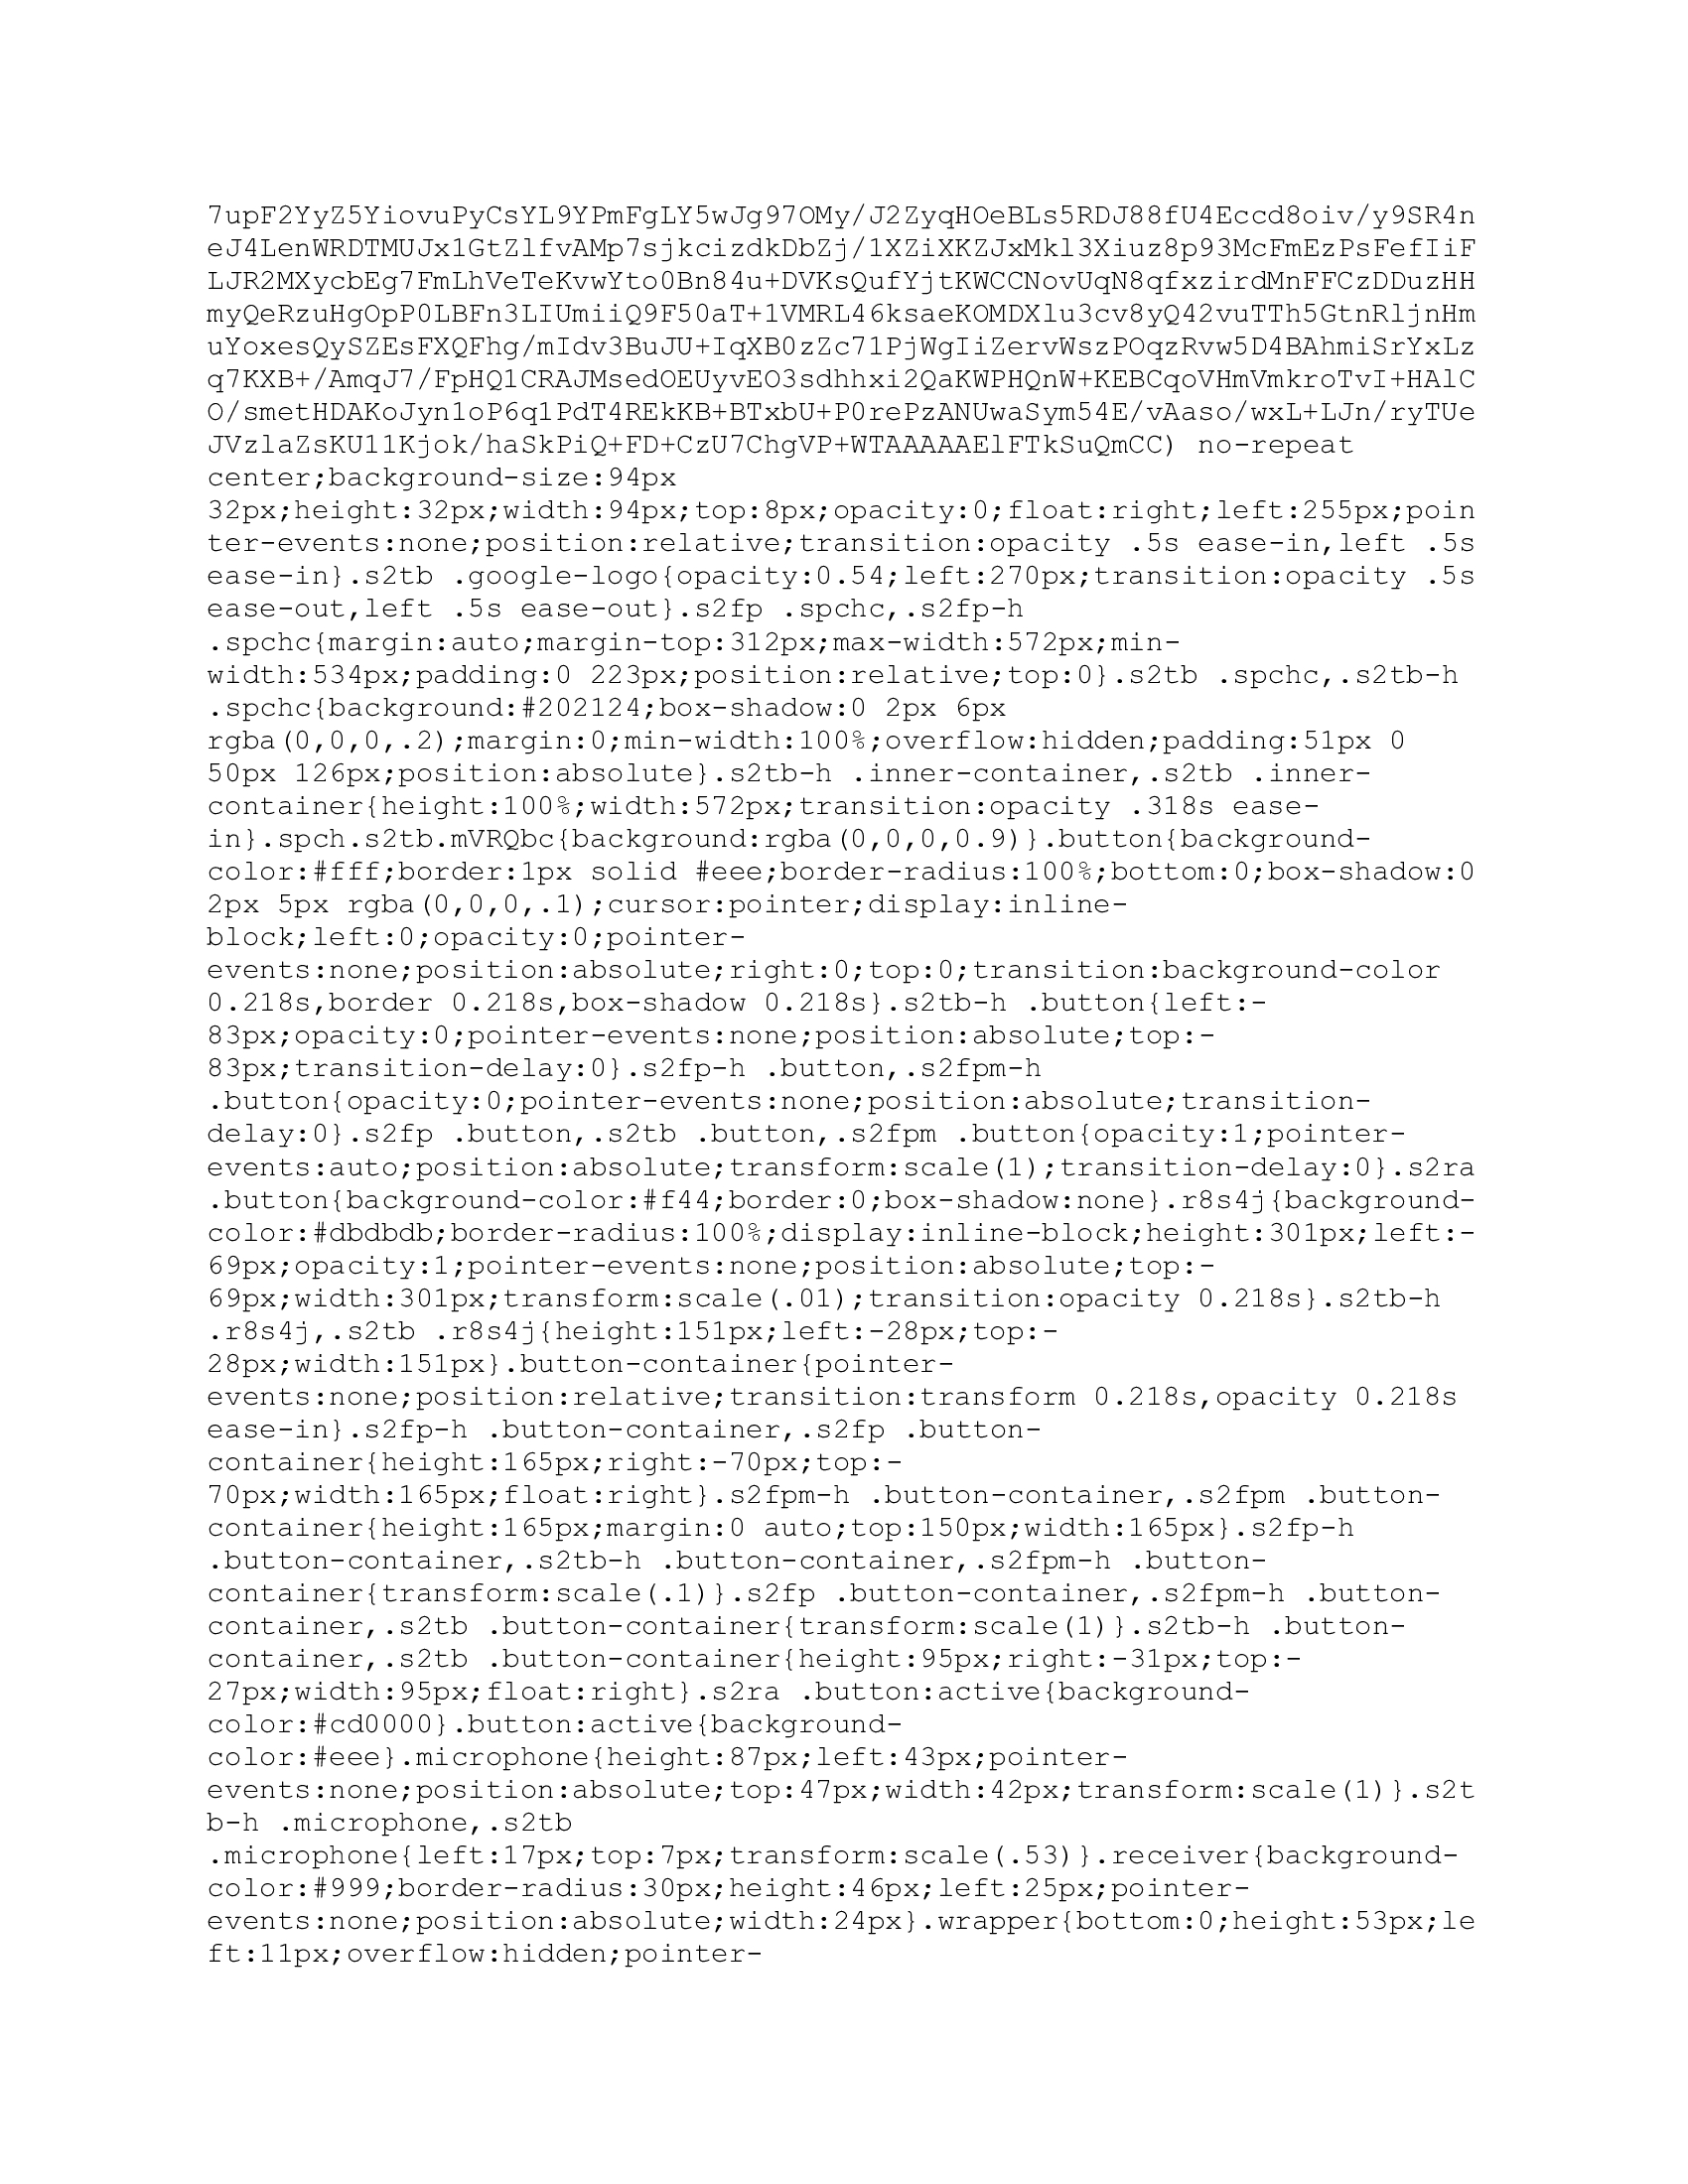 7upF2YyZ5YiovuPyCsYL9YPmFgLY5wJg97OMy/J2ZyqHOeBLs5RDJ88fU4Eccd8oiv/y9SR4n
eJ4LenWRDTMUJx1GtZlfvAMp7sjkcizdkDbZj/1XZiXKZJxMkl3Xiuz8p93McFmEzPsFefIiF
LJR2MXycbEg7FmLhVeTeKvwYto0Bn84u+DVKsQufYjtKWCCNovUqN8qfxzirdMnFFCzDDuzHH
myQeRzuHgOpP0LBFn3LIUmiiQ9F50aT+1VMRL46ksaeKOMDXlu3cv8yQ42vuTTh5GtnRljnHm
uYoxesQySZEsFXQFhg/mIdv3BuJU+IqXB0zZc71PjWgIiZervWszPOqzRvw5D4BAhmiSrYxLz
q7KXB+/AmqJ7/FpHQ1CRAJMsedOEUyvEO3sdhhxi2QaKWPHQnW+KEBCqoVHmVmkroTvI+HAlC
O/smetHDAKoJyn1oP6q1PdT4REkKB+BTxbU+P0rePzANUwaSym54E/vAaso/wxL+LJn/ryTUe
JVzlaZsKU11Kjok/haSkPiQ+FD+CzU7ChgVP+WTAAAAAElFTkSuQmCC) no-repeat
center;background-size:94px
32px;height:32px;width:94px;top:8px;opacity:0;float:right;left:255px;poin
ter-events:none;position:relative;transition:opacity .5s ease-in,left .5s
ease-in}.s2tb .google-logo{opacity:0.54;left:270px;transition:opacity .5s
ease-out,left .5s ease-out}.s2fp .spchc,.s2fp-h
.spchc{margin:auto;margin-top:312px;max-width:572px;min-
width:534px;padding:0 223px;position:relative;top:0}.s2tb .spchc,.s2tb-h
.spchc{background:#202124;box-shadow:0 2px 6px
rgba(0,0,0,.2);margin:0;min-width:100%;overflow:hidden;padding:51px 0
50px 126px;position:absolute}.s2tb-h .inner-container,.s2tb .inner-
container{height:100%;width:572px;transition:opacity .318s ease-
in}.spch.s2tb.mVRQbc{background:rgba(0,0,0,0.9)}.button{background-
color:#fff;border:1px solid #eee;border-radius:100%;bottom:0;box-shadow:0
2px 5px rgba(0,0,0,.1);cursor:pointer;display:inline-
block;left:0;opacity:0;pointer-
events:none;position:absolute;right:0;top:0;transition:background-color
0.218s,border 0.218s,box-shadow 0.218s}.s2tb-h .button{left:-
83px;opacity:0;pointer-events:none;position:absolute;top:-
83px;transition-delay:0}.s2fp-h .button,.s2fpm-h
.button{opacity:0;pointer-events:none;position:absolute;transition-
delay:0}.s2fp .button,.s2tb .button,.s2fpm .button{opacity:1;pointer-
events:auto;position:absolute;transform:scale(1);transition-delay:0}.s2ra
.button{background-color:#f44;border:0;box-shadow:none}.r8s4j{background-
color:#dbdbdb;border-radius:100%;display:inline-block;height:301px;left:-
69px;opacity:1;pointer-events:none;position:absolute;top:-
69px;width:301px;transform:scale(.01);transition:opacity 0.218s}.s2tb-h
.r8s4j,.s2tb .r8s4j{height:151px;left:-28px;top:-
28px;width:151px}.button-container{pointer-
events:none;position:relative;transition:transform 0.218s,opacity 0.218s
ease-in}.s2fp-h .button-container,.s2fp .button-
container{height:165px;right:-70px;top:-
70px;width:165px;float:right}.s2fpm-h .button-container,.s2fpm .button-
container{height:165px;margin:0 auto;top:150px;width:165px}.s2fp-h
.button-container,.s2tb-h .button-container,.s2fpm-h .button-
container{transform:scale(.1)}.s2fp .button-container,.s2fpm-h .button-
container,.s2tb .button-container{transform:scale(1)}.s2tb-h .button-
container,.s2tb .button-container{height:95px;right:-31px;top:-
27px;width:95px;float:right}.s2ra .button:active{background-
color:#cd0000}.button:active{background-
color:#eee}.microphone{height:87px;left:43px;pointer-
events:none;position:absolute;top:47px;width:42px;transform:scale(1)}.s2t
b-h .microphone,.s2tb
.microphone{left:17px;top:7px;transform:scale(.53)}.receiver{background-
color:#999;border-radius:30px;height:46px;left:25px;pointer-
events:none;position:absolute;width:24px}.wrapper{bottom:0;height:53px;le
ft:11px;overflow:hidden;pointer-